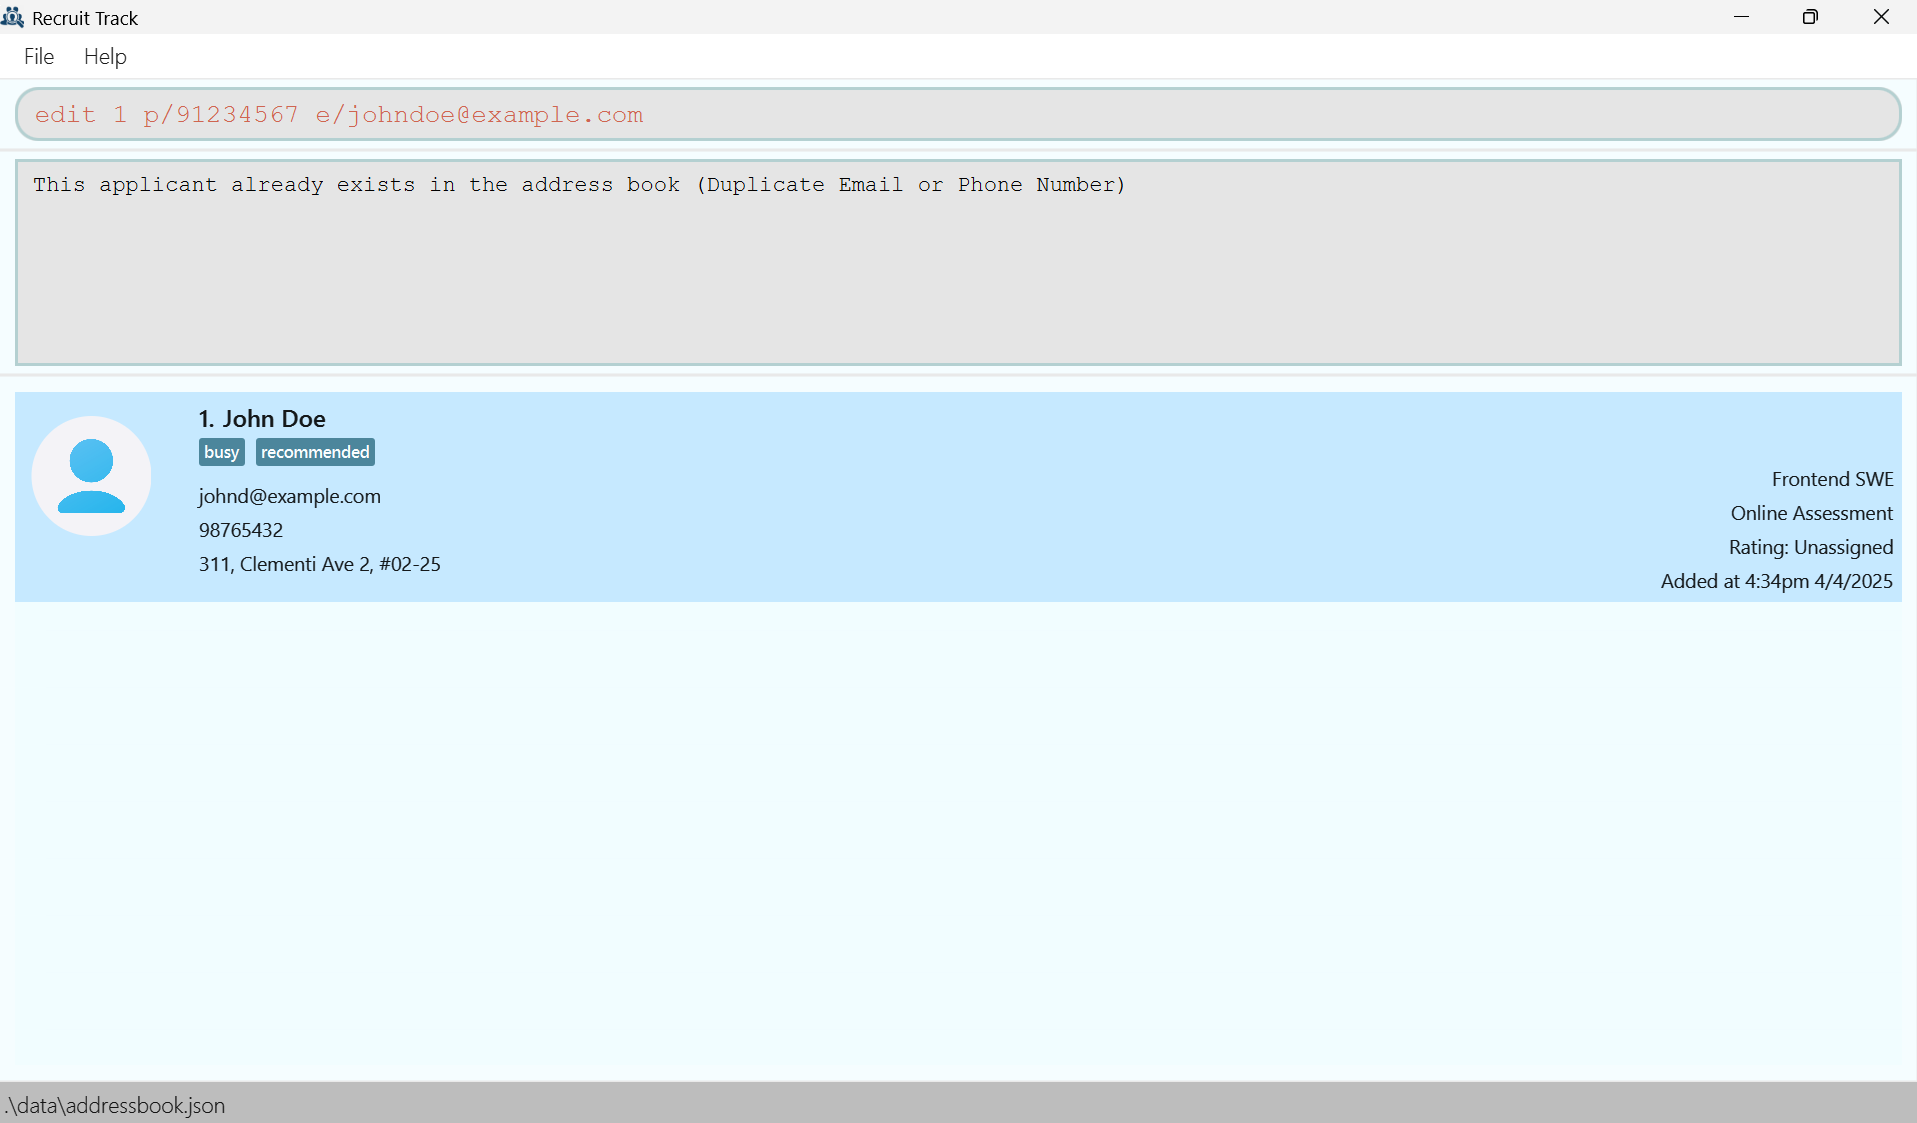 Recruit Track
File Help
edit 1 p/91234567 e/johndoe@example.com
This applicant already exists in the address book (Duplicate Email or Phone Number)
1. John Doe
busy recommended
johnd@example.com
98765432
311, Clementi Ave 2, #02-25
Frontend SWE
Online Assessment
Rating: Unassigned
Added at 4:34pm 4/4/2025
.\data\addressbook.json